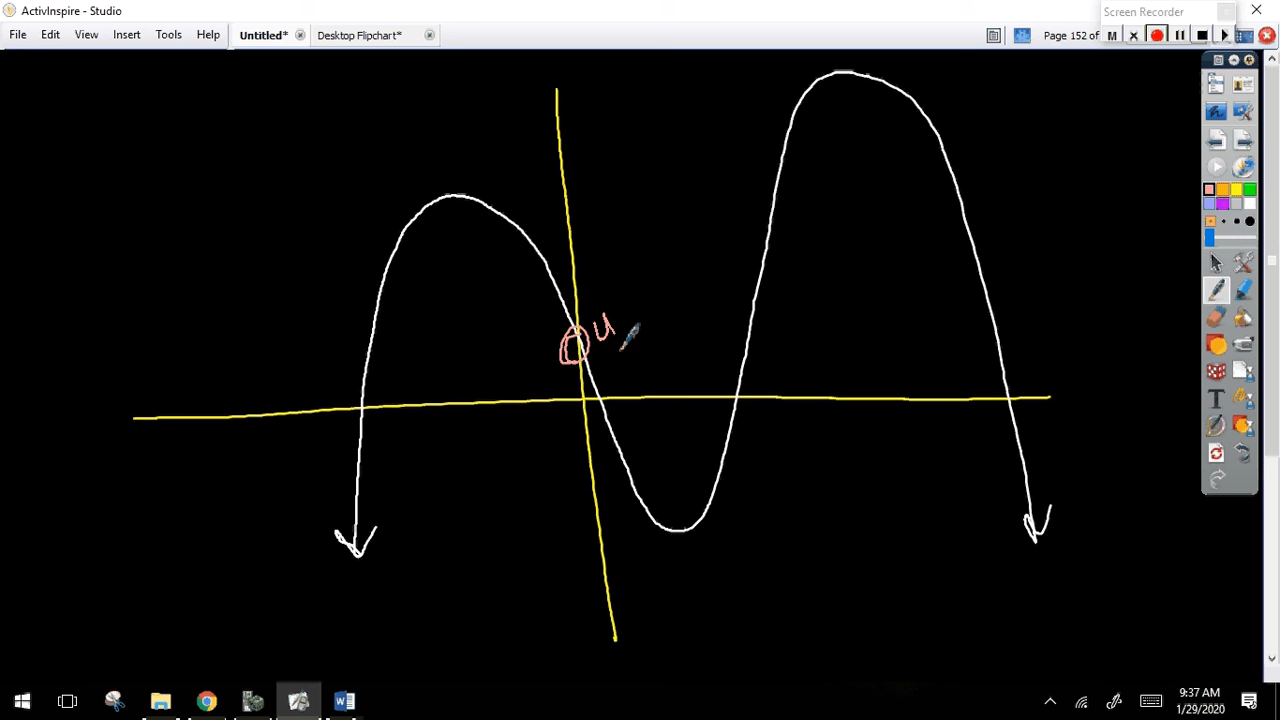 ActivInspire - Studio
Screen Recorder
File Edit View Insert Tools Help Untitled* Desktop Flipchart* Page 152 of
9:37 AM
1/29/2020